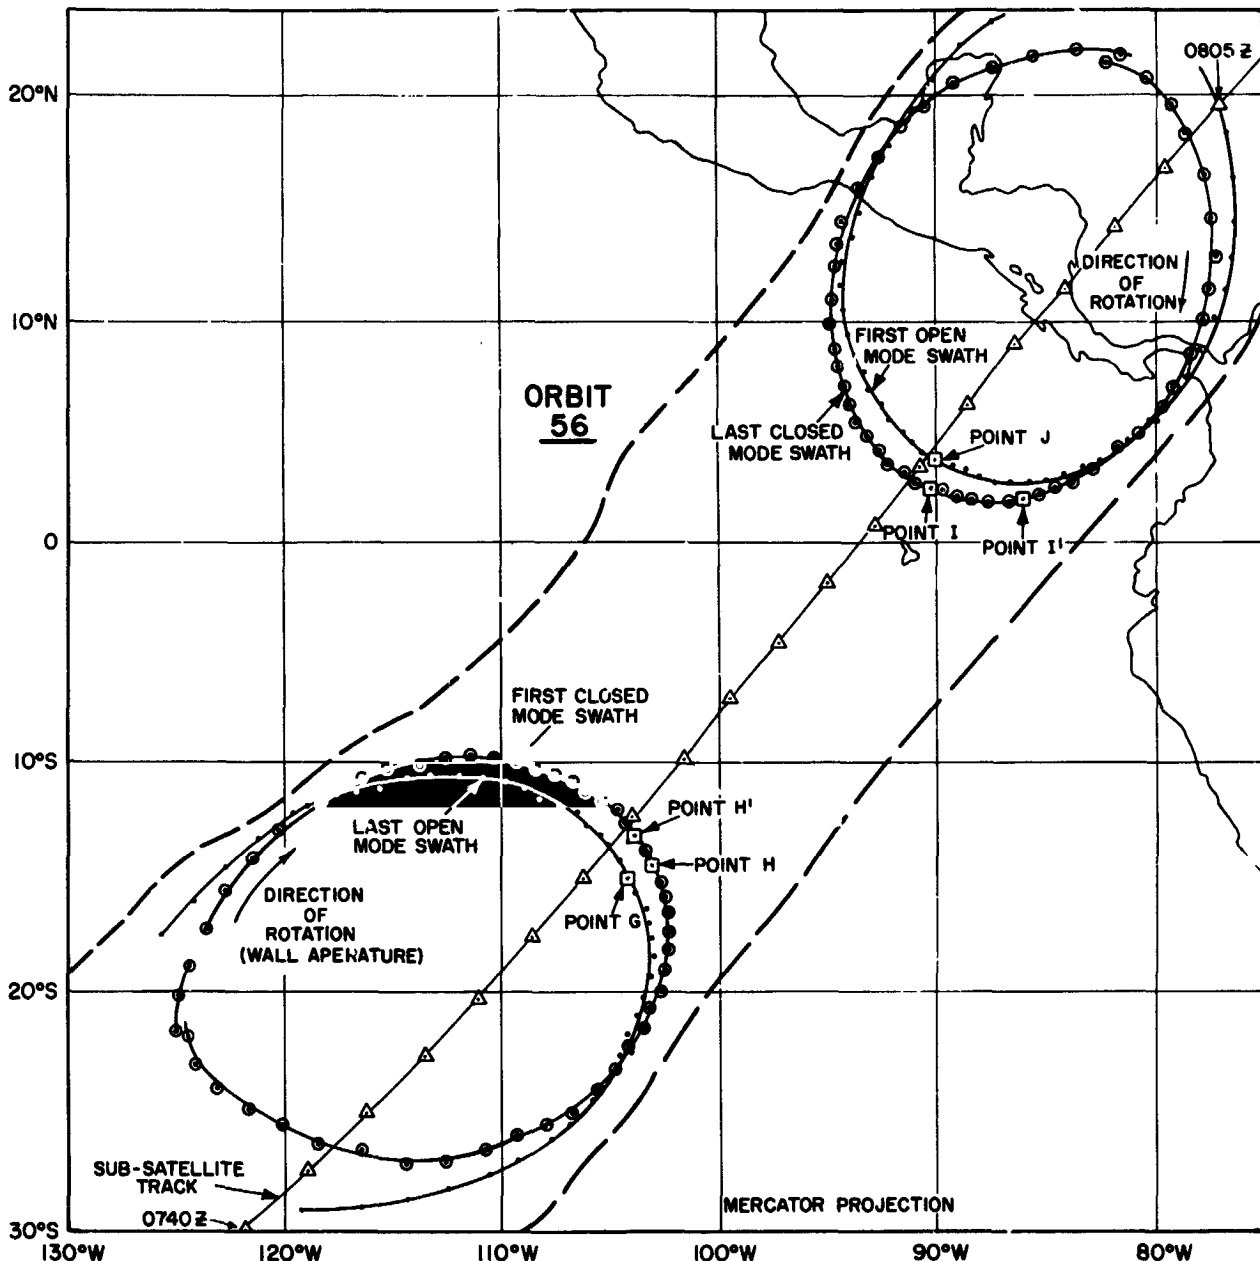 0805 Z
20°N
DIRECTION
OF
ROTATION
10°N
FIRST OPEN
MODE SWATH
ORBIT
56
LAST CLOSED
MODE SWATH
POINT J
POINT I
POINT I'
0
FIRST CLOSED
MODE SWATH
10°S
POINT H'
LAST OPEN
MODE SWATH
POINT H
DIRECTION
OF
ROTATION
(WALL APERATURE)
POINT G
20°S
SUB-SATELLITE
TRACK
0740 Z
MERCATOR PROJECTION
30°S
130°W
120°W
110°W
100°W
90°W
80°W